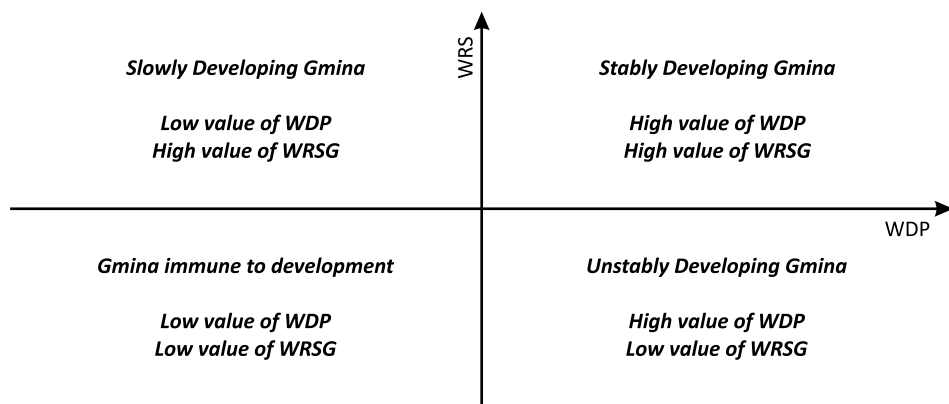 WRS
Slowly Developing Gmina
Low value of WDP
High value of WRSG
Stably Developing Gmina
High value of WDP
High value of WRSG
WDP
Gmina immune to development
Low value of WDP
Low value of WRSG
Unstably Developing Gmina
High value of WDP
Low value of WRSG